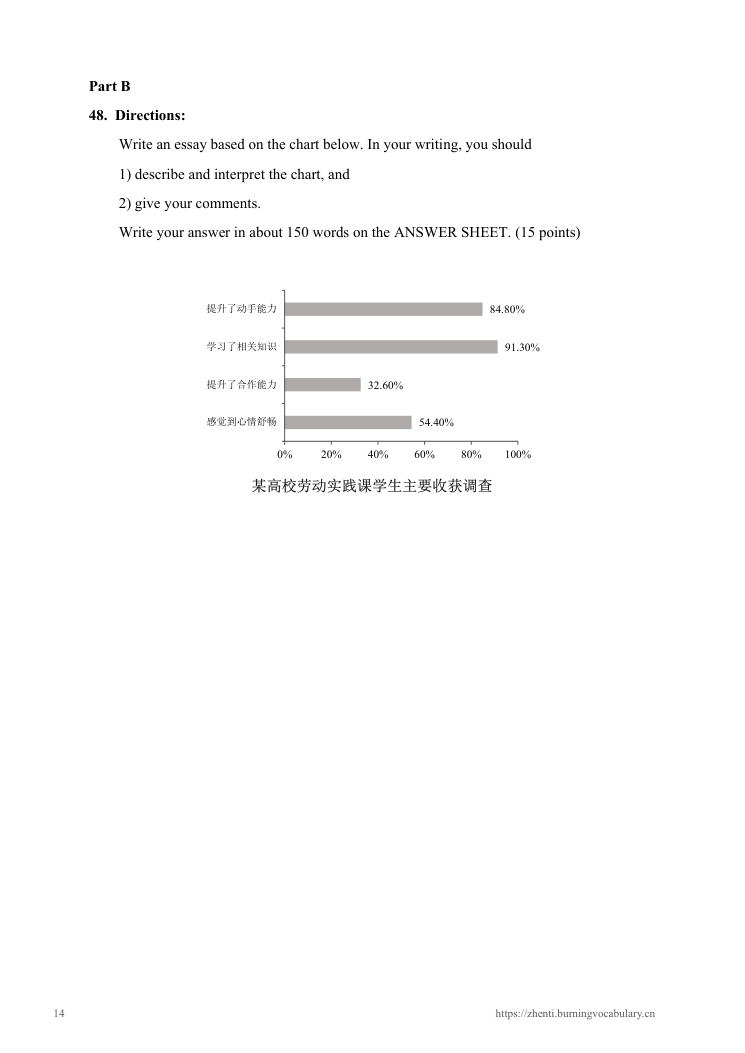 Part B
48. Directions:
Write an essay based on the chart below. In your writing, you should
1) describe and interpret the chart, and
2) give your comments.
Write your answer in about 150 words on the ANSWER SHEET. (15 points)
提升了动手能力 84.80%
学习了相关知识 91.30%
提升了合作能力 32.60%
感觉到心情舒畅 54.40%
0% 20% 40% 60% 80% 100%
某高校劳动实践课学生主要收获调查
14 https://zhenti.burningvocabulary.cn